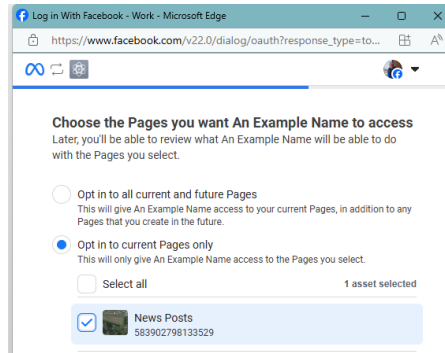 Log in With Facebook - Work - Microsoft Edge
https://www.facebook.com/v22.0/dialog/oauth?response_type=to...
Choose the Pages you want An Example Name to access
Later, you'll be able to review what An Example Name will be able to do
with the Pages you select.
Opt in to all current and future Pages
This will give An Example Name access to your current Pages, in addition to any
Pages that you create in the future.
Opt in to current Pages only
This will only give An Example Name access to the Pages you select.
Select all 1 asset selected
News Posts
583902798133529